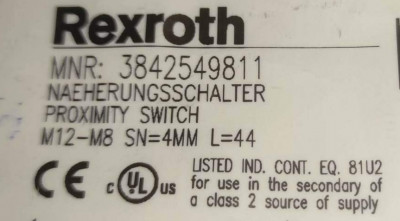 Rexroth
MNR: 3842549811
NAEHERUNGSSCHALTER
PROXIMITY SWITCH
M12-M8 SN=4MM L=44
CE c UL us
LISTED IND. CONT. EQ. 81U2
for use in the secondary of
a class 2 source of supply